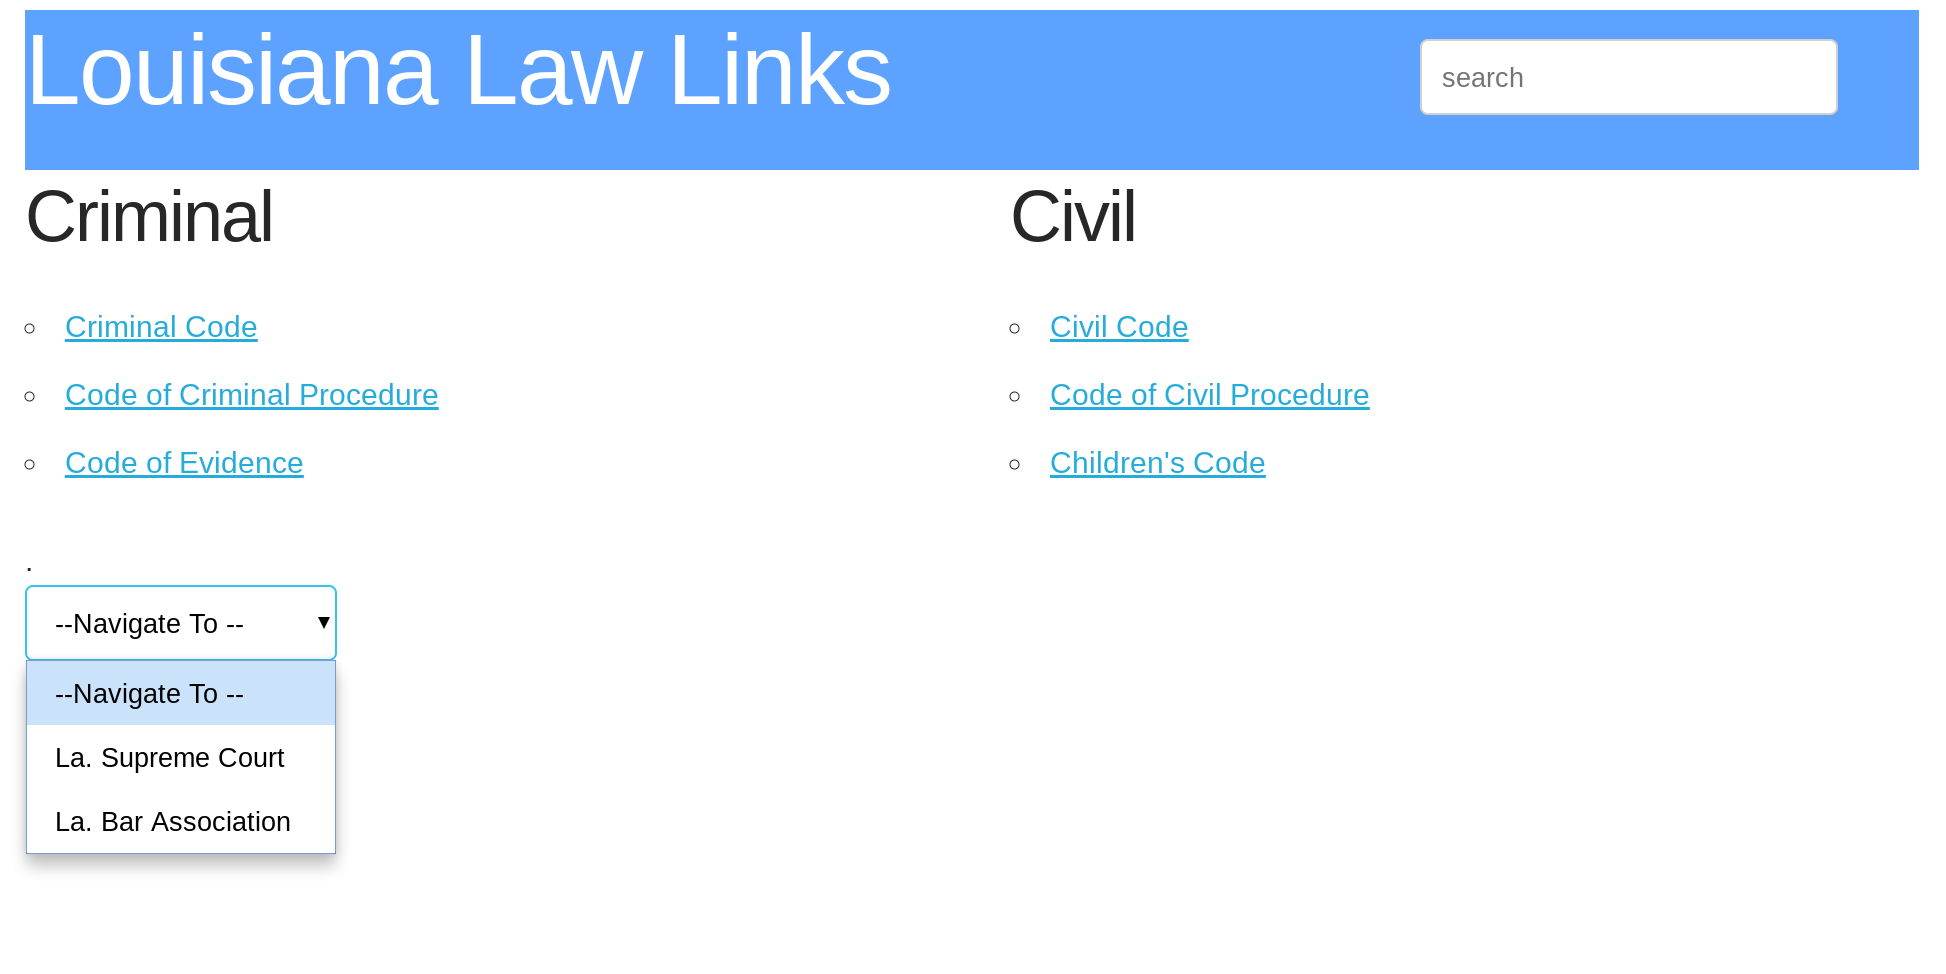 Louisiana Law Links
search
Criminal
Criminal Code
Code of Criminal Procedure
Code of Evidence
Civil
Civil Code
Code of Civil Procedure
Children's Code
.
--Navigate To --
--Navigate To --
La. Supreme Court
La. Bar Association